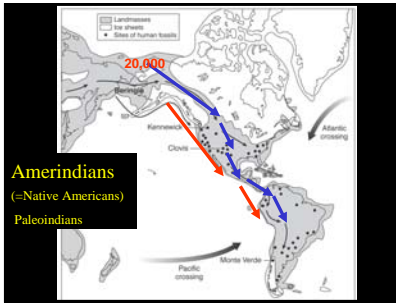 Landmasses
Ice sheets
Sites of human fossils
20,000
Beringia
Kennewick
Clovis
Atlantic
crossing
Amerindians
(=Native Americans)
Paleoindians
Pacific
crossing
Monte Verde